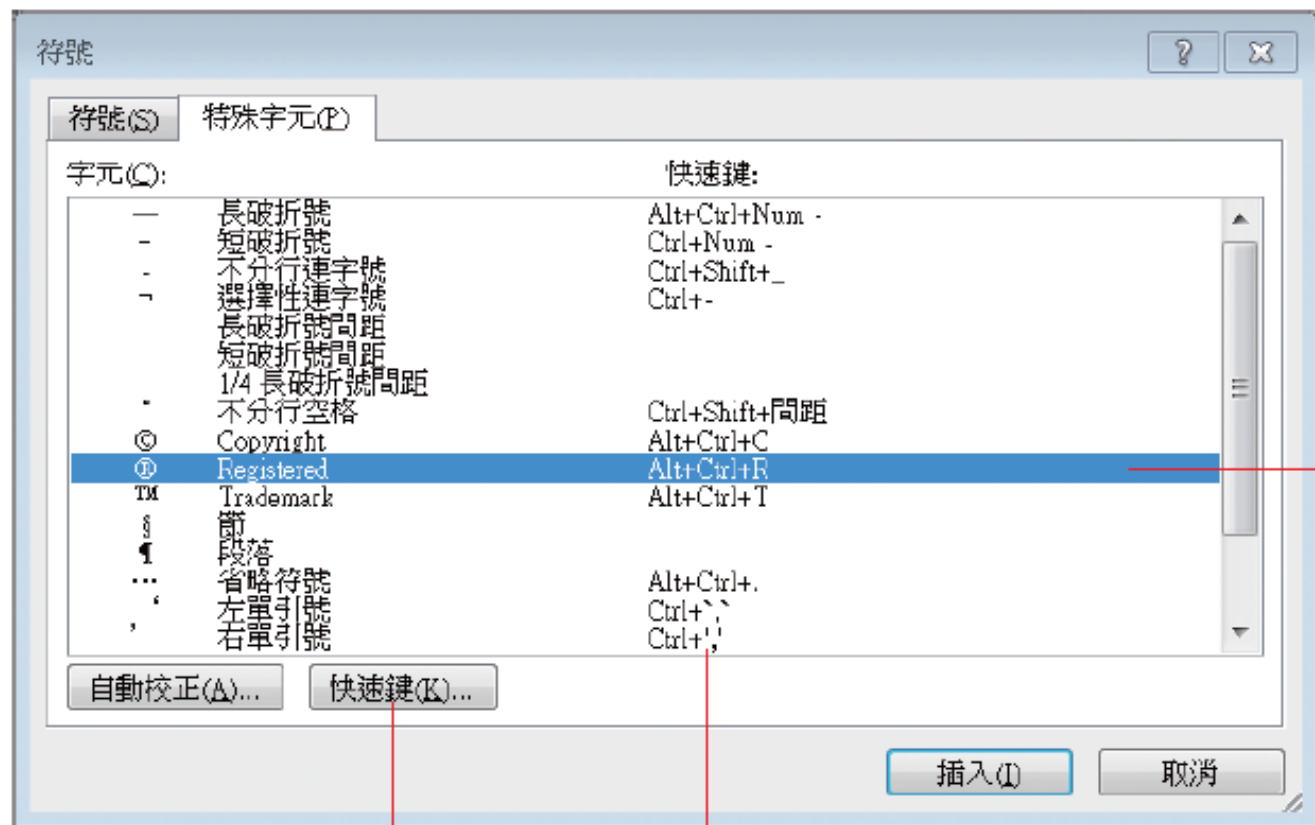 符號
符號(S) 特殊字元(P)
字元(C): 快速鍵:
— 長破折號 Alt+Ctrl+Num -
– 短破折號 Ctrl+Num -
- 不分行連字號 Ctrl+Shift+_
¬ 選擇性連字號 Ctrl+-
長破折號間距
短破折號間距
1/4 長破折號間距
° 不分行空格 Ctrl+Shift+間距
© Copyright Alt+Ctrl+C
® Registered Alt+Ctrl+R
TM Trademark Alt+Ctrl+T
§ 節
¶ 段落
… 省略符號 Alt+Ctrl+.
‘ 左單引號 Ctrl+`,`
’ 右單引號 Ctrl+','
自動校正(A)... 快速鍵(K)...
插入(I) 取消